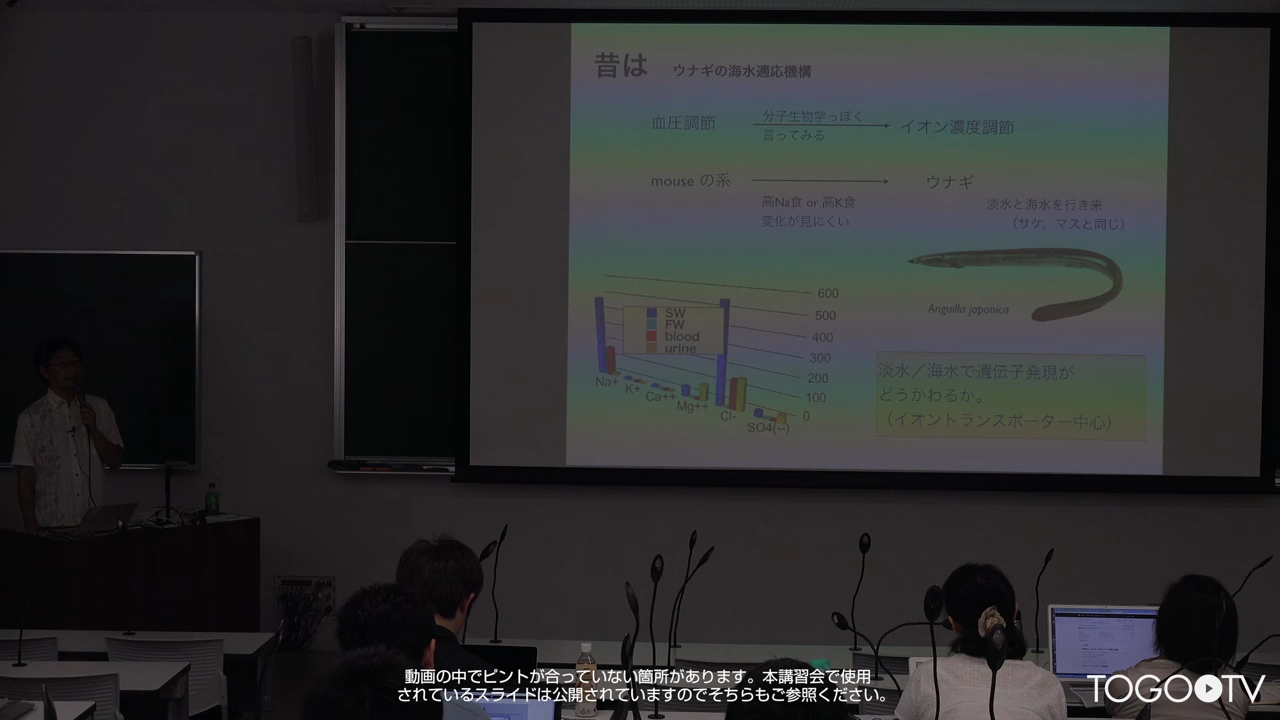 昔は ウナギの海水適応機構
血圧調節
分子生物学っぽく
言ってみる
イオン濃度調節
mouse の系
高Na食 or 高K食
変化が見にくい
ウナギ
淡水と海水を行き来
（サケ、マスと同じ）
Anguilla japonica
600
500
400
300
200
100
0
SW
FW
blood
urine
Na+
K+
Ca++
Mg++
Cl-
SO4(--)
淡水／海水で遺伝子発現が
どうかわるか。
（イオントランスポーター中心）
動画の中でピントが合っていない箇所があります。本講習会で使用
されているスライドは公開されていますのでそちらもご参照ください。
TOGO TV